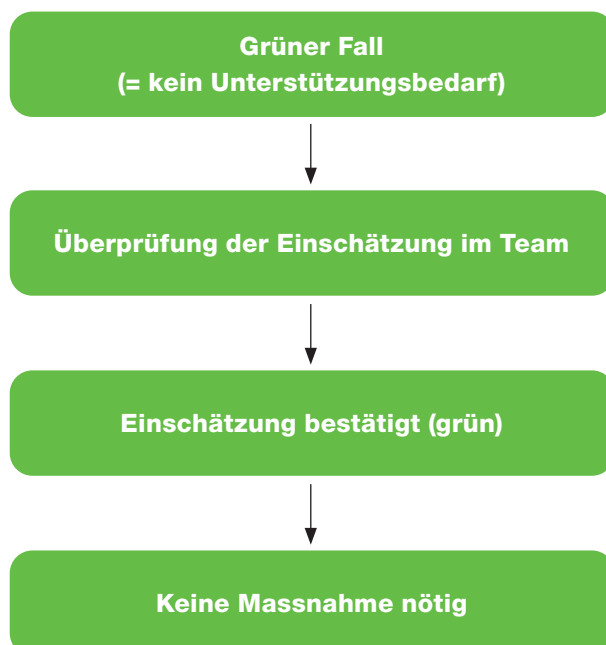 Grüner Fall
(= kein Unterstützungsbedarf)
Überprüfung der Einschätzung im Team
Einschätzung bestätigt (grün)
Keine Massnahme nötig